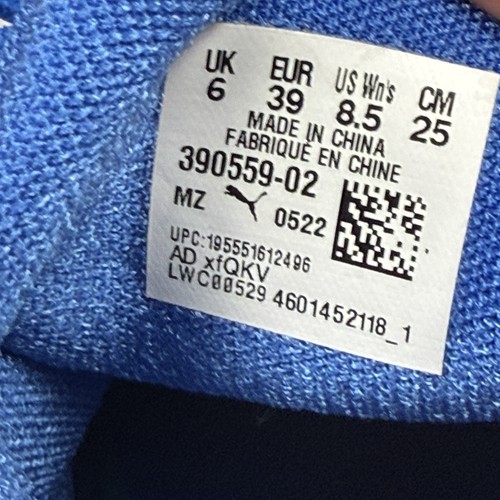 UK EUR US Wn's CM
6 39 8.5 25
MADE IN CHINA
FABRIQUÉ EN CHINE
390559-02
MZ 0522
UPC:195551612496
AD xfQKV
LWC00529 4601452118_1